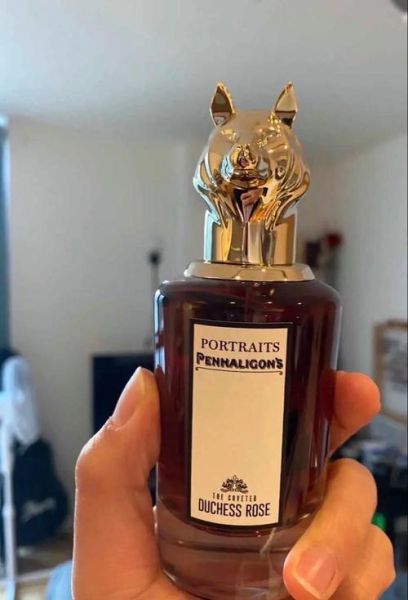 PORTRAITS
PENHALIGON'S
THE COVETED
DUCHESS ROSE